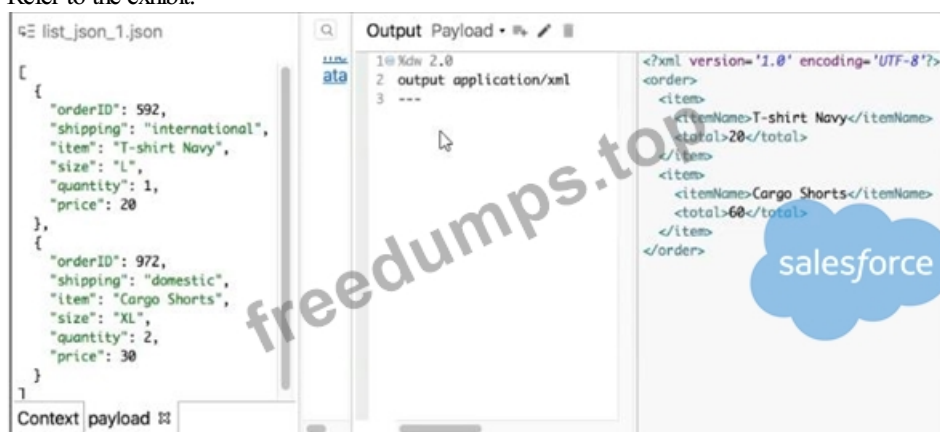 Refer to the exhibit.
list_json_1.json
[
{
"orderID": 592,
"shipping": "international",
"item": "T-shirt Navy",
"size": "L",
"quantity": 1,
"price": 20
},
{
"orderID": 972,
"shipping": "domestic",
"item": "Cargo Shorts",
"size": "XL",
"quantity": 2,
"price": 30
}
]
Context payload
ata
Output Payload
1 %dw 2.0
2 output application/xml
3 ---
<?xml version='1.0' encoding='UTF-8'?>
<order>
<item>
<itemName>T-shirt Navy</itemName>
<total>20</total>
</item>
<item>
<itemName>Cargo Shorts</itemName>
<total>60</total>
</item>
</order>
freedumps.top
salesforce